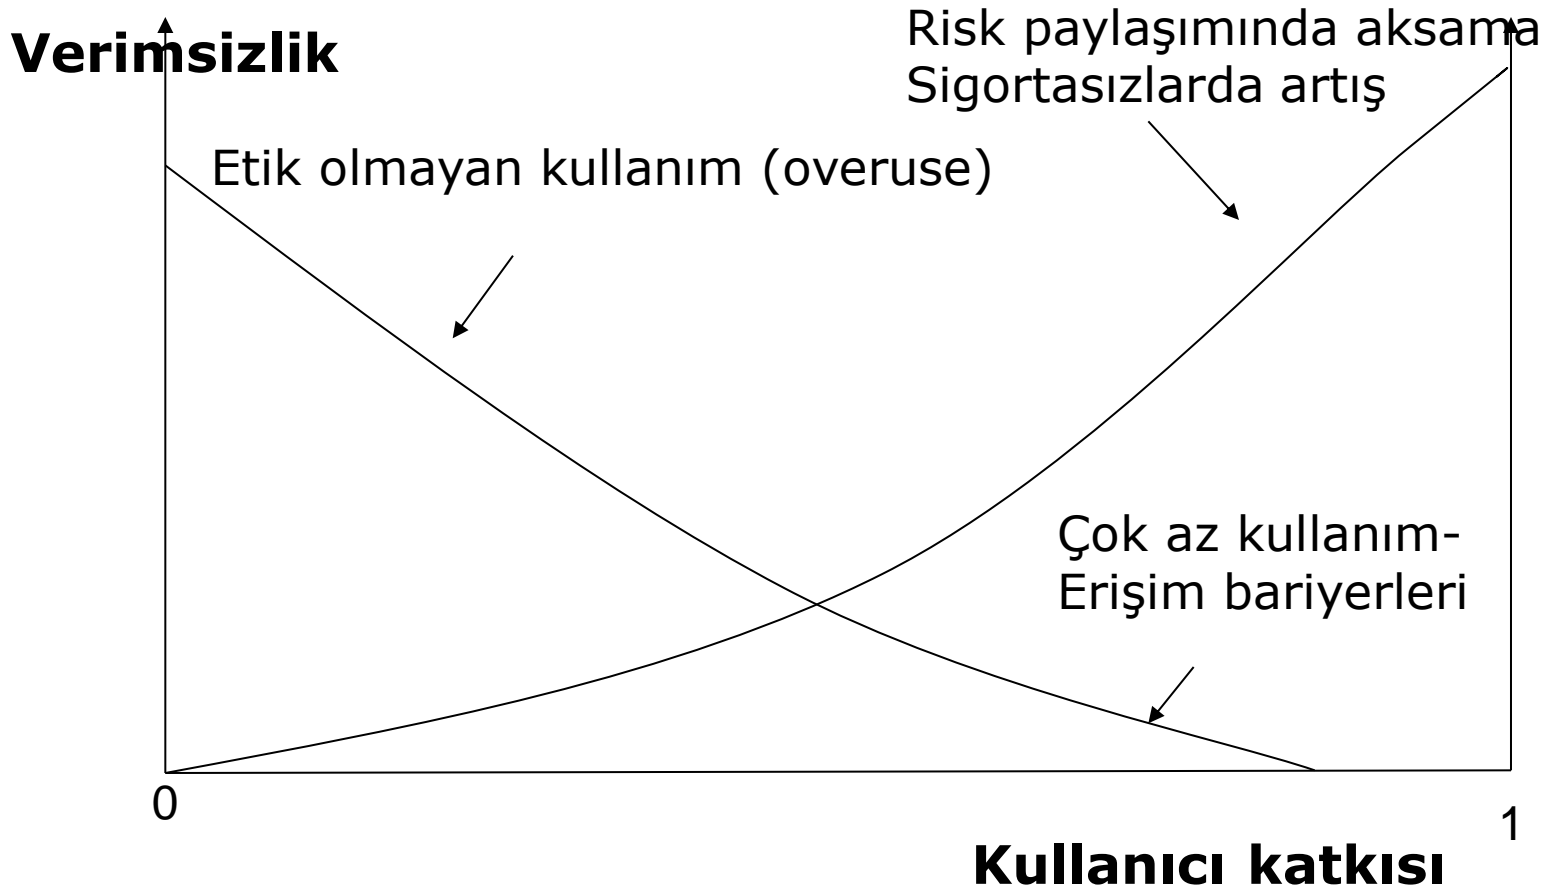 Verimsizlik
Risk paylaşımında aksama
Sigortasızlarda artış
Etik olmayan kullanım (overuse)
Çok az kullanım-
Erişim bariyerleri
0
1
Kullanıcı katkısı